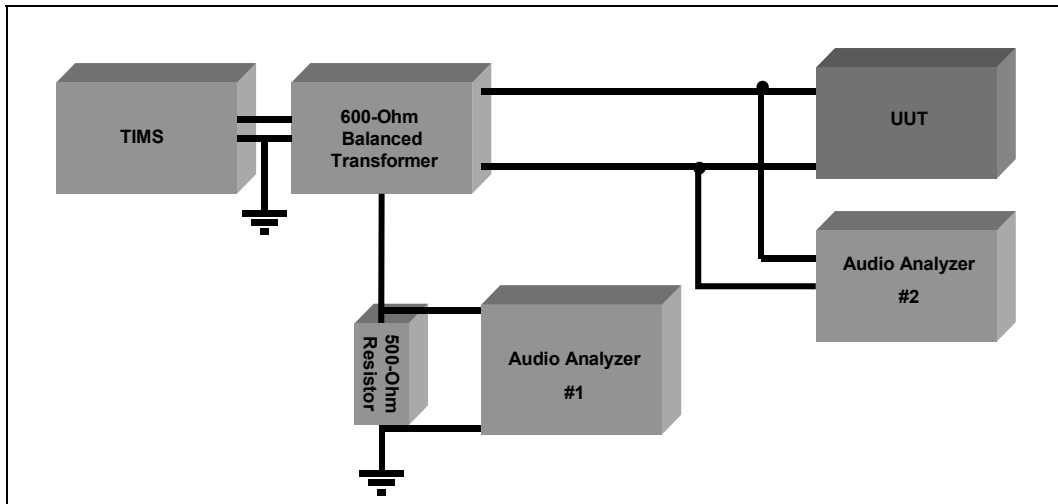 TIMS
600-Ohm
Balanced
Transformer
UUT
Audio Analyzer
#2
500-Ohm
Resistor
Audio Analyzer
#1